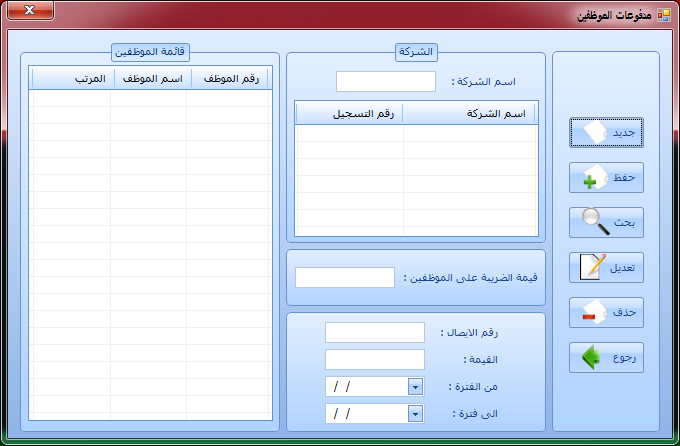 مدفوعات الموظفين
جديد
حفظ
بحث
تعديل
حذف
رجوع
الشركة
اسم الشركة :
اسم الشركة رقم التسجيل
قيمة الضريبة على الموظفين :
رقم الايصال :
القيمة :
من الفترة : / /
الى فترة : / /
قائمة الموظفين
رقم الموظف اسم الموظف المرتب